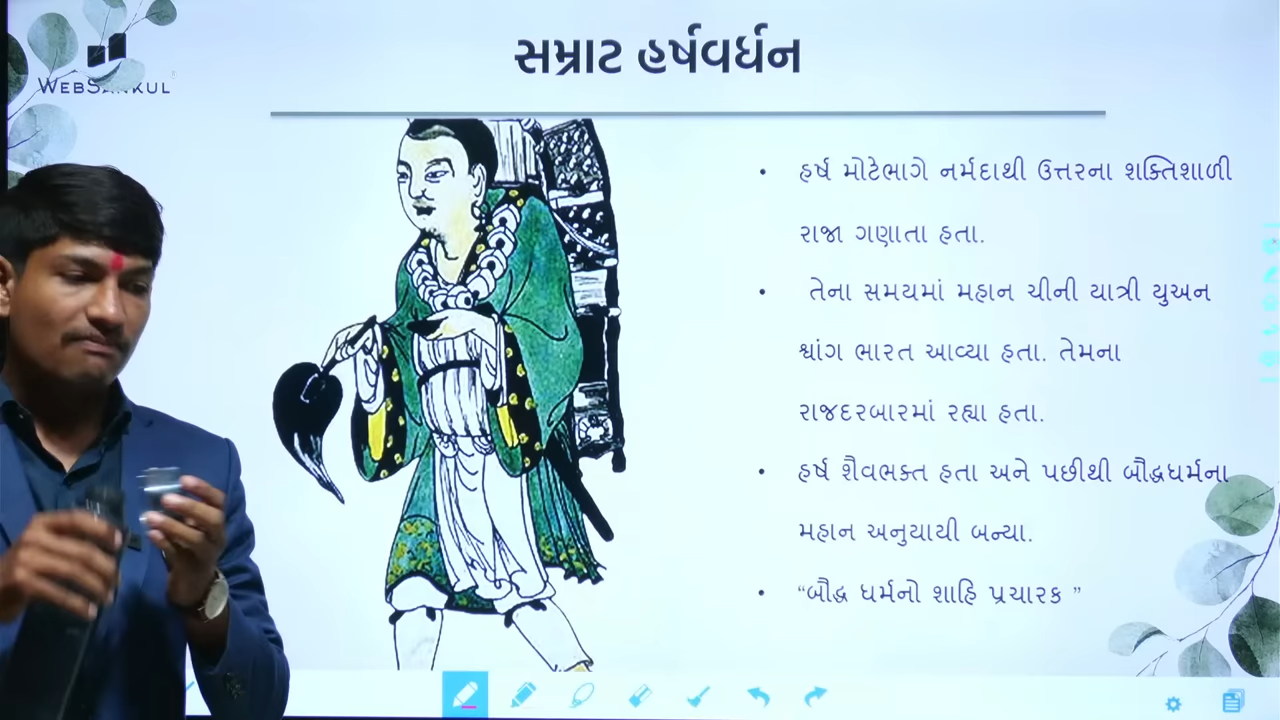 સમ્રાટ હર્ષવર્ધન
WEBSANKUL
હર્ષ મોટેભાગે નર્મદાથી ઉત્તરના શક્તિશાળી
રાજા ગણાતા હતા.
તેના સમયમાં મહાન ચીની યાત્રી યુઅન
શ્વાંગ ભારત આવ્યા હતા. તેમના
રાજદરબારમાં રહ્યા હતા.
હર્ષ શૈવભક્ત હતા અને પછીથી બૌદ્ધધર્મના
મહાન અનુયાયી બન્યા.
“બૌદ્ધ ધર્મનો શાહિ પ્રચારક ”